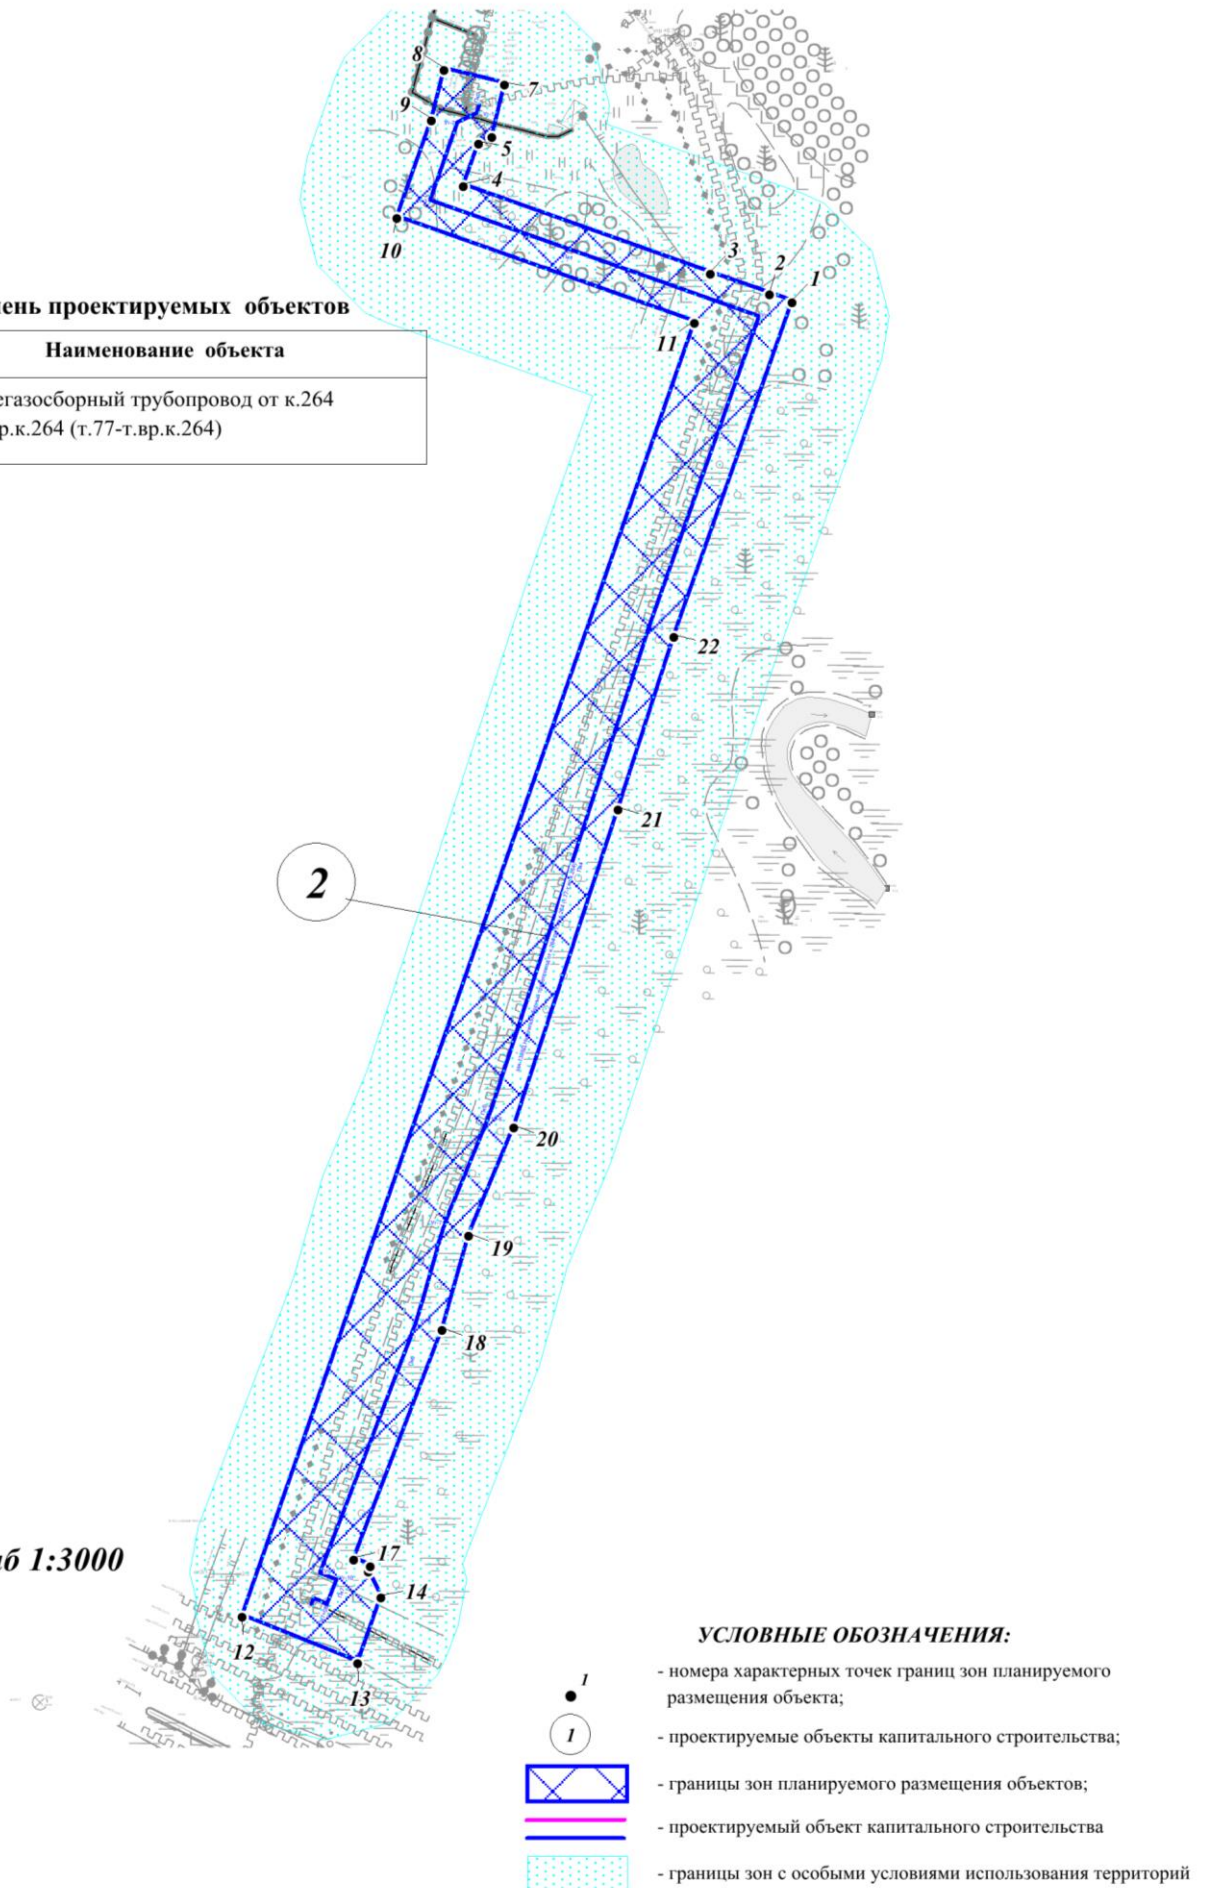 8
7
9
5
4
10
3
2
1
11
ень проектируемых объектов
Наименование объекта
егазосборный трубопровод от к.264
р.к.264 (т.77-т.вр.к.264)
22
21
2
20
19
18
17
14
б 1:3000
12
13
УСЛОВНЫЕ ОБОЗНАЧЕНИЯ:
1
- номера характерных точек границ зон планируемого
размещения объекта;
1
- проектируемые объекты капитального строительства;
- границы зон планируемого размещения объектов;
- проектируемый объект капитального строительства
- границы зон с особыми условиями использования территорий